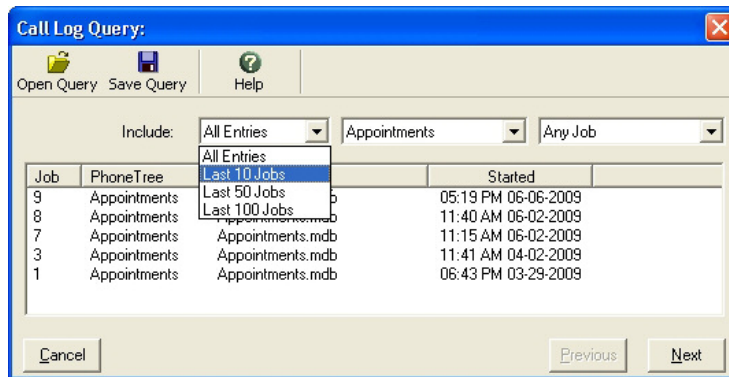 Call Log Query:
Open Query Save Query Help
Include: All Entries Appointments Any Job
All Entries
Last 10 Jobs
Last 50 Jobs
Last 100 Jobs
Job PhoneTree Started
9 Appointments 05:19 PM 06-06-2009
8 Appointments Appointments.mdb 11:40 AM 06-02-2009
7 Appointments Appointments.mdb 11:15 AM 06-02-2009
3 Appointments Appointments.mdb 11:41 AM 04-02-2009
1 Appointments Appointments.mdb 06:43 PM 03-29-2009
Cancel Previous Next